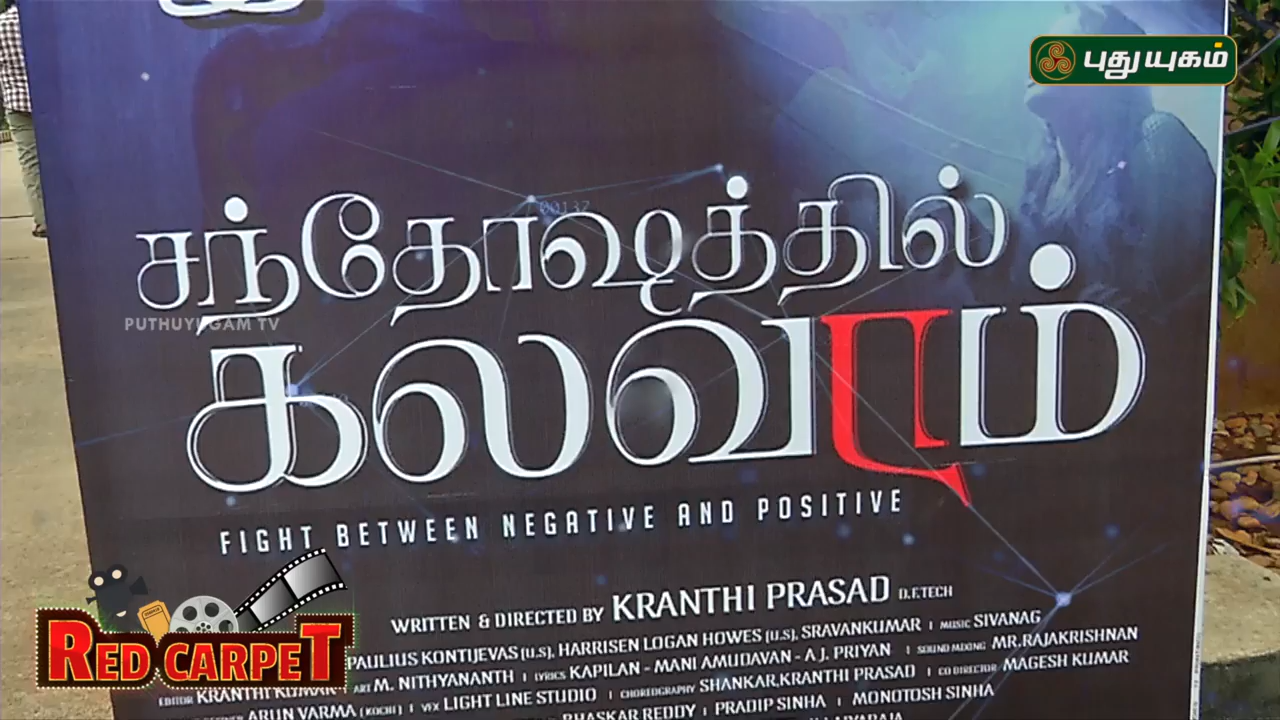 புதுயுகம்
சந்தோஷத்தில்
PUTHUYUGAM TV
கலவரம்
FIGHT BETWEEN NEGATIVE AND POSITIVE
WRITTEN & DIRECTED BY KRANTHI PRASAD D.F.TECH
PAULIUS KONTIJEVAS (U.S), HARRISEN LOGAN HOWES (U.S), SRAVANKUMAR | MUSIC SIVANAG
EDITOR KRANTHI KUMAR | ART M. NITHYANANTH | LYRICS KAPILAN - MANI AMUDAVAN - A.J. PRIYAN | SOUND MIXING MR.RAJAKRISHNAN
ARUN VARMA (KOCHI) | VFX LIGHT LINE STUDIO | CHOREOGRAPHY SHANKAR,KRANTHI PRASAD | CO DIRECTOR MAGESH KUMAR
BHASKAR REDDY | PRADIP SINHA | MONOTOSH SINHA
RED CARPET